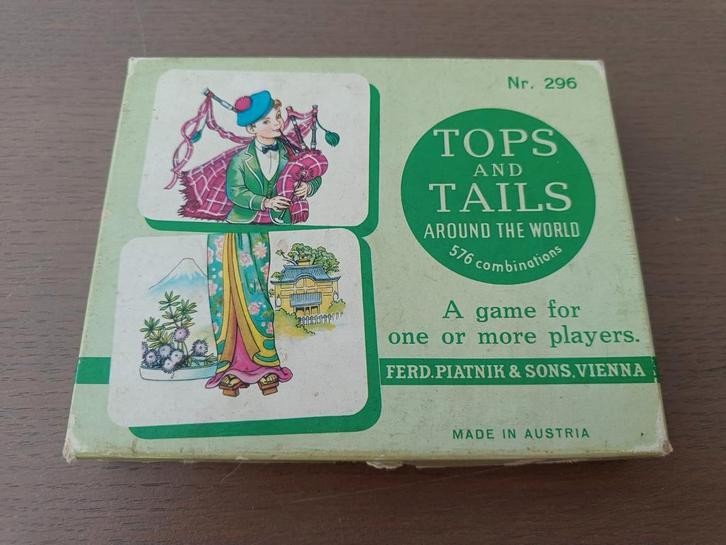 Nr. 296
TOPS
AND
TAILS
AROUND THE WORLD
576 combinations
A game for
one or more players.
FERD. PIATNIK & SONS, VIENNA
MADE IN AUSTRIA